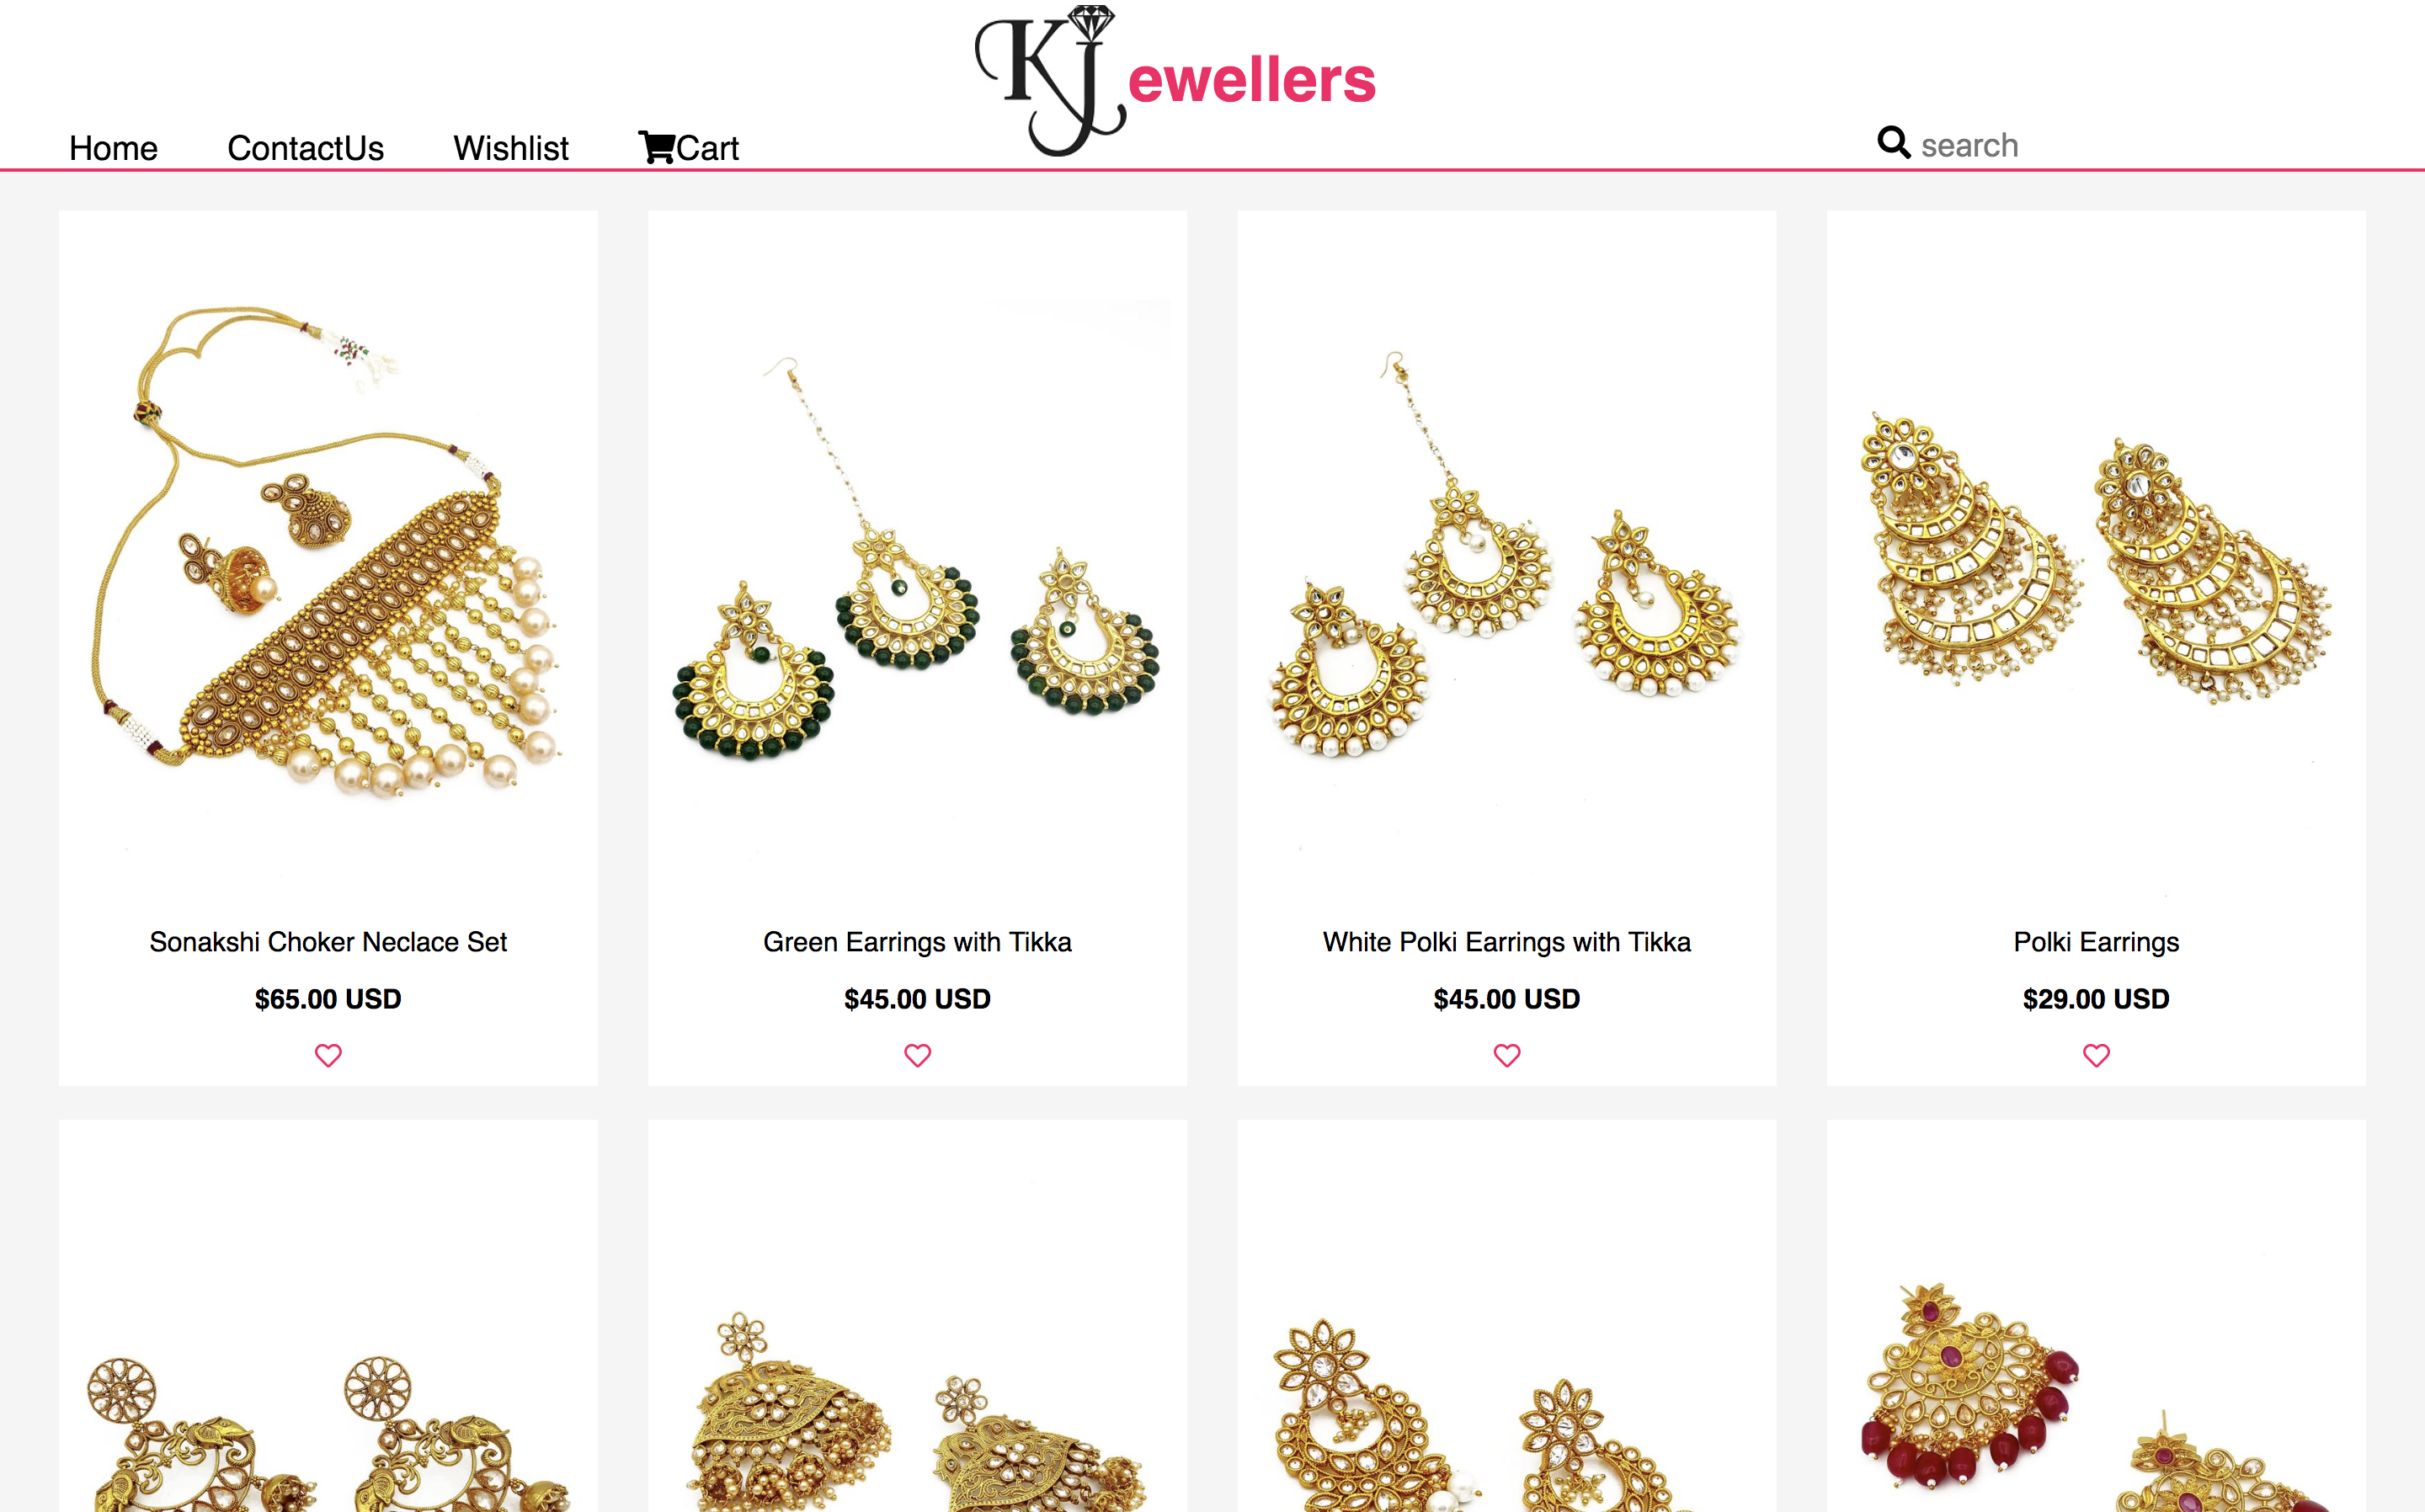 KJewellers
Home ContactUs Wishlist Cart search
Sonakshi Choker Neclace Set
$65.00 USD
Green Earrings with Tikka
$45.00 USD
White Polki Earrings with Tikka
$45.00 USD
Polki Earrings
$29.00 USD